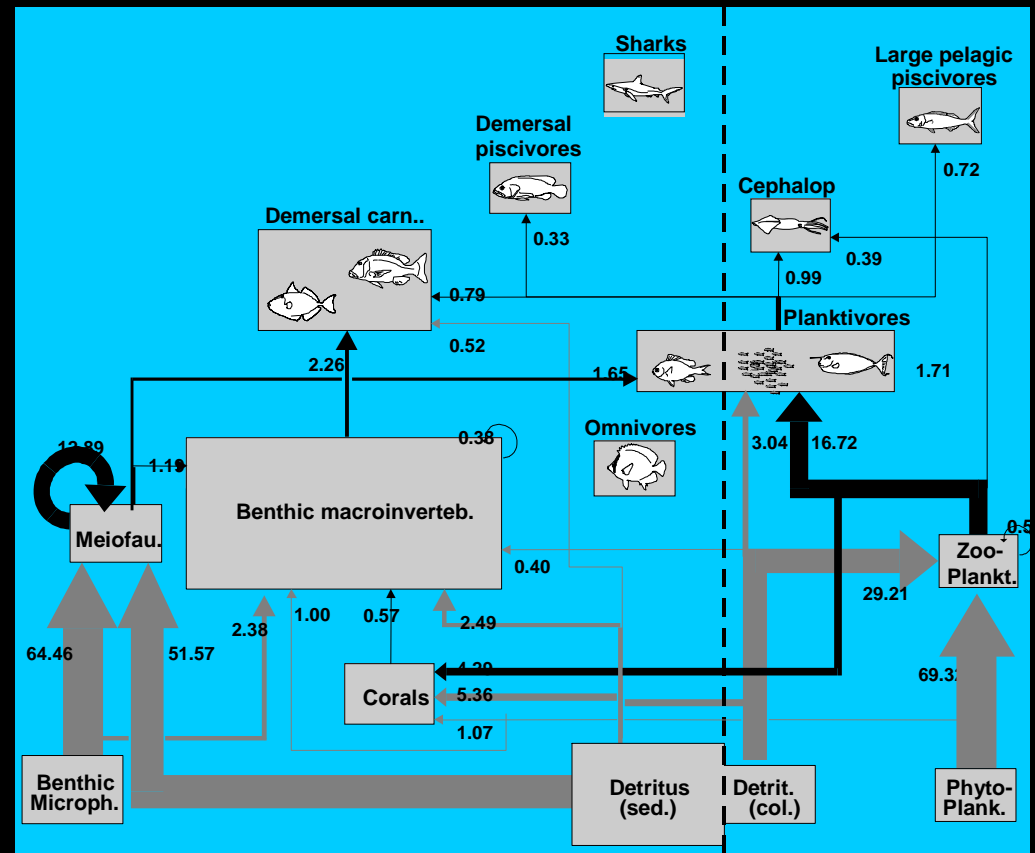 Sharks
Large pelagic
piscivores
Demersal
piscivores
0.72
Cephalop
Demersal carn..
0.33
0.39
0.99
0.79
Planktivores
0.52
2.26
1.65
1.71
Omnivores
0.38
3.04
16.72
1.19
Benthic macroinverteb.
Meiofau.
Zoo-
Plankt.
0.40
29.21
1.00
0.57
2.49
2.38
64.46
51.57
Corals
5.36
1.07
Benthic
Microph.
Detritus
(sed.)
Detrit.
(col.)
Phyto-
Plank.